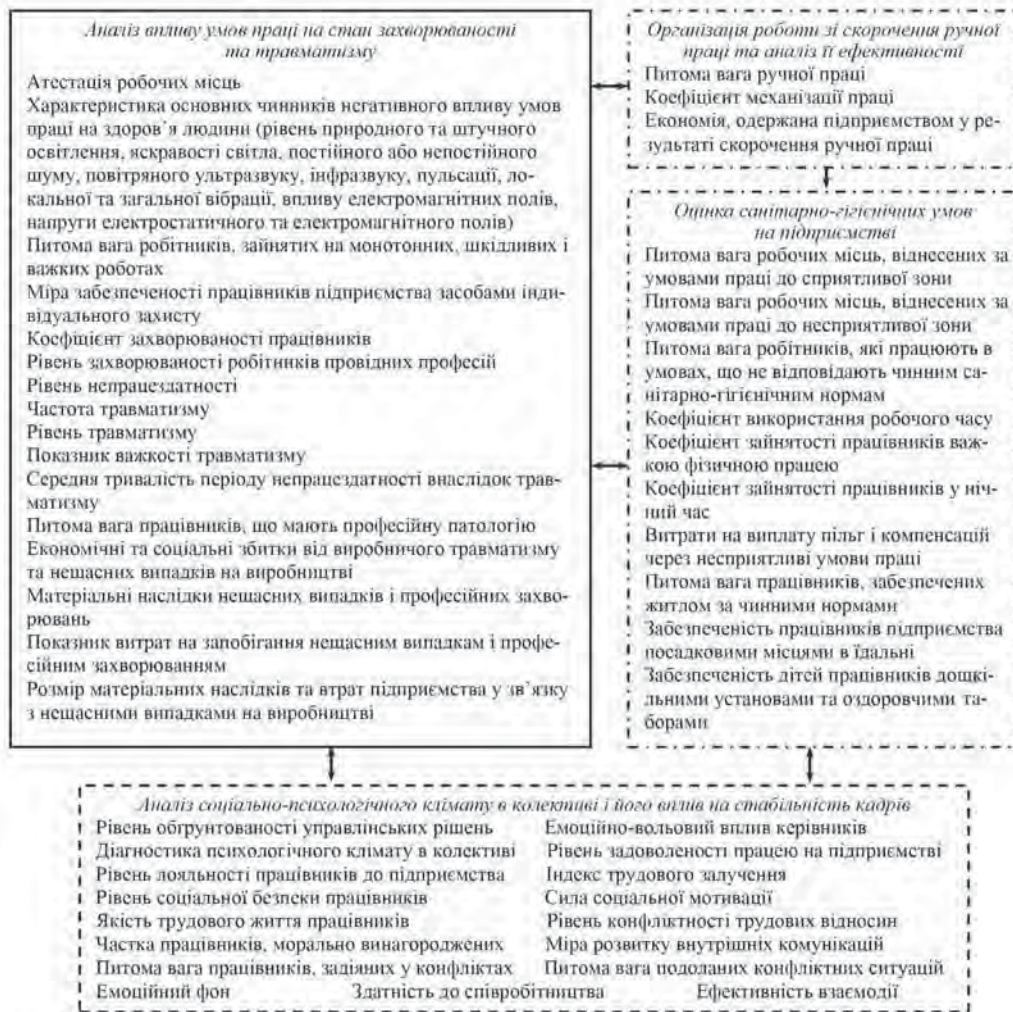 Аналіз впливу умов праці на стан захворюваності
та травматизму
Атестація робочих місць
Характеристика основних чинників негативного впливу умов
праці на здоров´я людини (рівень природного та штучного
освітлення, яскравості світла, постійного або непостійного
шуму, повітряного ультразвуку, інфразвуку, пульсації, ло-
кальної та загальної вібрації, впливу електромагнітних полів,
напруги електростатичного та електромагнітного полів)
Питома вага робітників, зайнятих на монотонних, шкідливих і
важких роботах
Міра забезпеченості працівників підприємства засобами інди-
відуального захисту
Коефіцієнт захворюваності працівників
Рівень захворюваності робітників провідних професій
Рівень непрацездатності
Частота травматизму
Рівень травматизму
Показник важкості травматизму
Середня тривалість періоду непрацездатності внаслідок трав-
матизму
Питома вага працівників, що мають професійну патологію
Економічні та соціальні збитки від виробничого травматизму
та нещасних випадків на виробництві
Матеріальні наслідки нещасних випадків і професійних захво-
рювань
Показник витрат на запобігання нещасним випадкам і профе-
сійним захворюванням
Розмір матеріальних наслідків та втрат підприємства у зв´язку
з нещасними випадками на виробництві
Організація роботи зі скорочення ручної
праці та аналіз її ефективності
Питома вага ручної праці
Коефіцієнт механізації праці
Економія, одержана підприємством у ре-
зультаті скорочення ручної праці
Оцінка санітарно-гігієнічних умов
на підприємстві
Питома вага робочих місць, віднесених за
умовами праці до сприятливої зони
Питома вага робочих місць, віднесених за
умовами праці до несприятливої зони
Питома вага робітників, які працюють в
умовах, що не відповідають чинним са-
нітарно-гігієнічним нормам
Коефіцієнт використання робочого часу
Коефіцієнт зайнятості працівників важ-
кою фізичною працею
Коефіцієнт зайнятості працівників у ніч-
ний час
Витрати на виплату пільг і компенсацій
через несприятливі умови праці
Питома вага працівників, забезпечених
житлом за чинними нормами
Забезпеченість працівників підприємства
посадковими місцями в їдальні
Забезпеченість дітей працівників дошкі-
льними установами та оздоровчими та-
борами
Аналіз соціально-психологічного клімату в колективі і його вплив на стабільність кадрів
Рівень обґрунтованості управлінських рішень
Діагностика психологічного клімату в колективі
Рівень лояльності працівників до підприємства
Рівень соціальної безпеки працівників
Якість трудового життя працівників
Частка працівників, морально винагороджених
Питома вага працівників, задіяних у конфліктах
Емоційно-вольовий вплив керівників
Рівень задоволеності працею на підприємстві
Індекс трудового залучення
Сила соціальної мотивації
Рівень конфліктності трудових відносин
Міра розвитку внутрішніх комунікацій
Питома вага подоланих конфліктних ситуацій
Емоційний фон Здатність до співробітництва Ефективність взаємодії